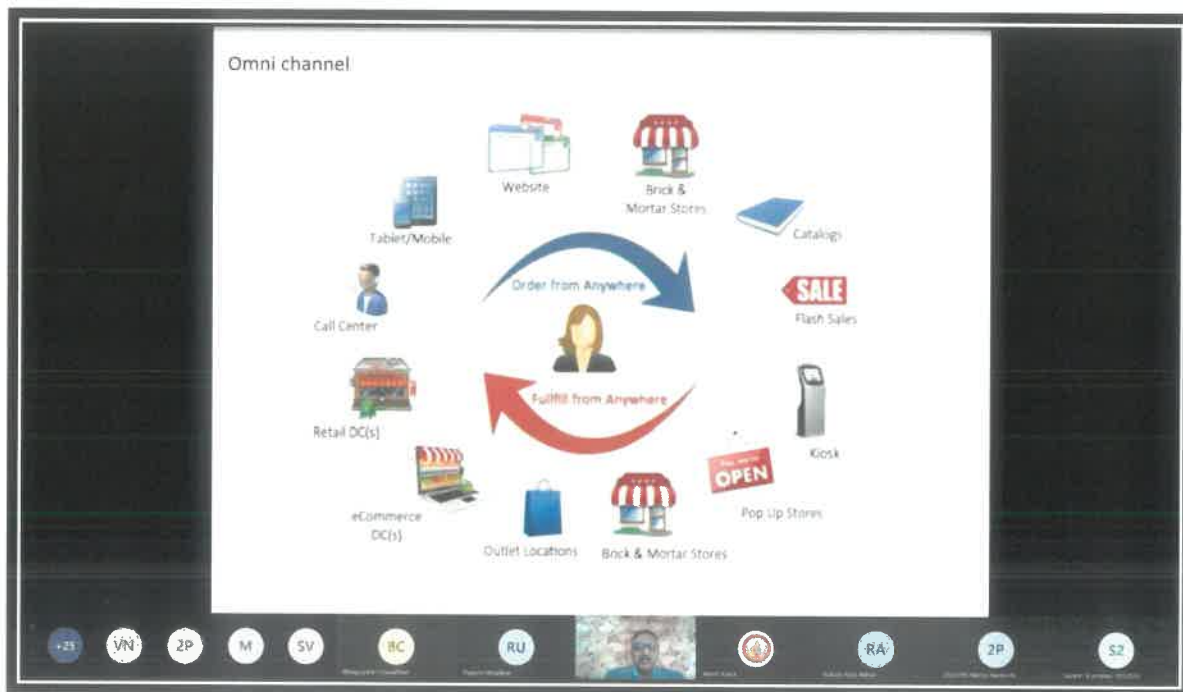 Omni channel
Website
Brick &
Mortar Stores
Tablet/Mobile
Catalogs
Order from Anywhere
SALE
Flash Sales
Call Center
Fullfill from Anywhere
Retail DC(s)
Kiosk
OPEN
Pop Up Stores
eCommerce
DC(s)
Outlet Locations
Brick & Mortar Stores
+25
VN
2P
M
SV
BC
RU
RA
2P
S2